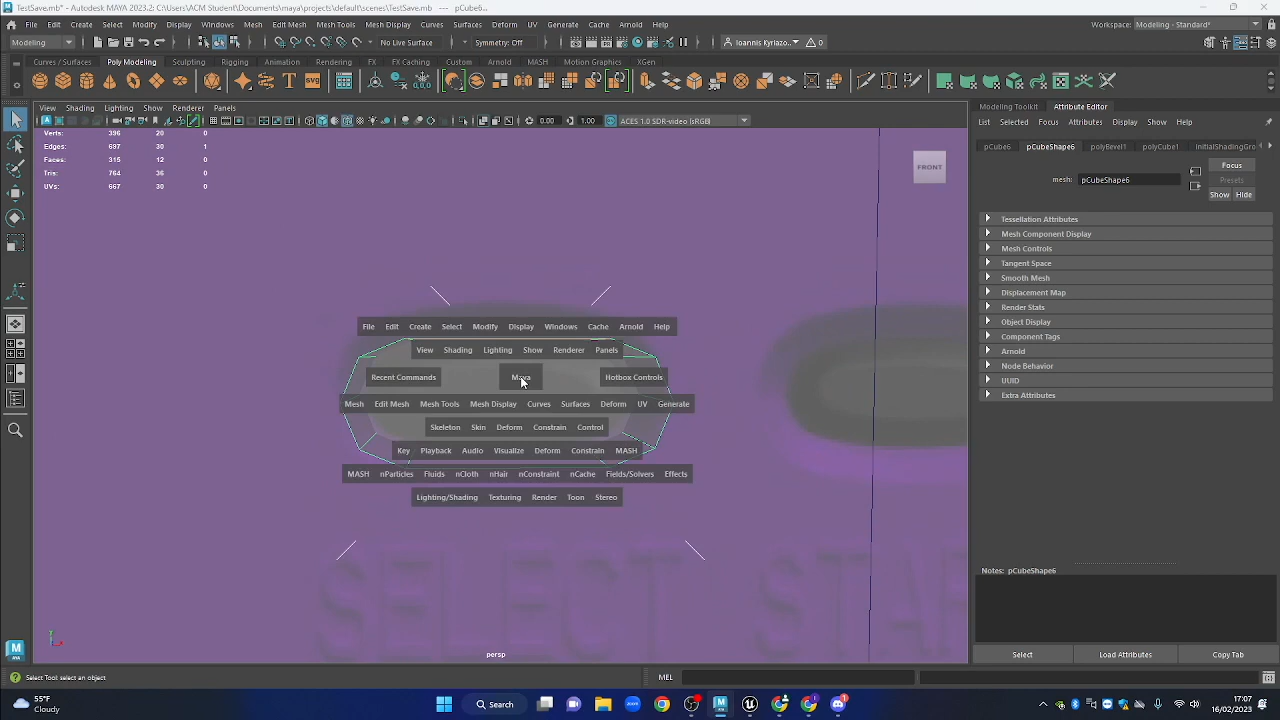 TestSave.mb* - Autodesk MAYA 2023.2: C:\Users\ACM Student\Documents\maya\projects\default\scenes\TestSave.mb --- pCube6...
File Edit Create Select Modify Display Windows Mesh Edit Mesh Mesh Tools Mesh Display Curves Surfaces Deform UV Generate Cache Arnold Help
Workspace: Modeling - Standard*
Modeling No Live Surface Symmetry: Off Ioannis Kyriazo... 0
Curves / Surfaces Poly Modeling Sculpting Rigging Animation Rendering FX FX Caching Custom Arnold MASH Motion Graphics XGen
SVG
View Shading Lighting Show Renderer Panels
0.00 1.00 ACES 1.0 SDR-video (sRGB)
Verts: 396 20 0
Edges: 697 30 1
Faces: 315 12 0
Tris: 764 36 0
UVs: 667 30 0
FRONT
File Edit Create Select Modify Display Windows Cache Arnold Help
View Shading Lighting Show Renderer Panels
Recent Commands Maya Hotbox Controls
Mesh Edit Mesh Mesh Tools Mesh Display Curves Surfaces Deform UV Generate
Skeleton Skin Deform Constrain Control
Key Playback Audio Visualize Deform Constrain MASH
MASH nParticles Fluids nCloth nHair nConstraint nCache Fields/Solvers Effects
Lighting/Shading Texturing Render Toon Stereo
SELECT STAR
persp
Modeling Toolkit Attribute Editor
List Selected Focus Attributes Display Show Help
pCube6 pCubeShape6 polyBevel1 polyCube1 initialShadingGro
Focus
mesh: pCubeShape6
Presets
Show Hide
Tessellation Attributes
Mesh Component Display
Mesh Controls
Tangent Space
Smooth Mesh
Displacement Map
Render Stats
Object Display
Component Tags
Arnold
Node Behavior
UUID
Extra Attributes
Notes: pCubeShape6
Select Load Attributes Copy Tab
Select Tool: select an object
MEL
55°F
Cloudy
Search
zoom
17:07
16/02/2023